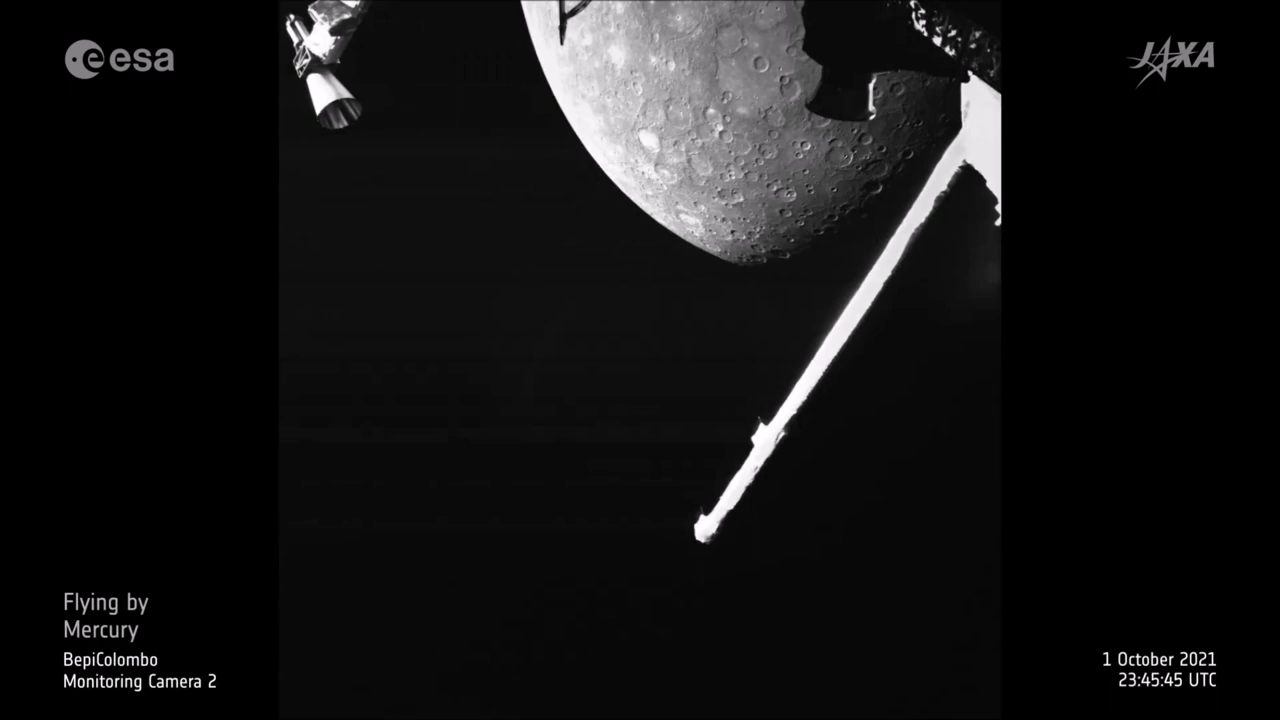 esa
JAXA
Flying by
Mercury
BepiColombo
Monitoring Camera 2
1 October 2021
23:45:45 UTC